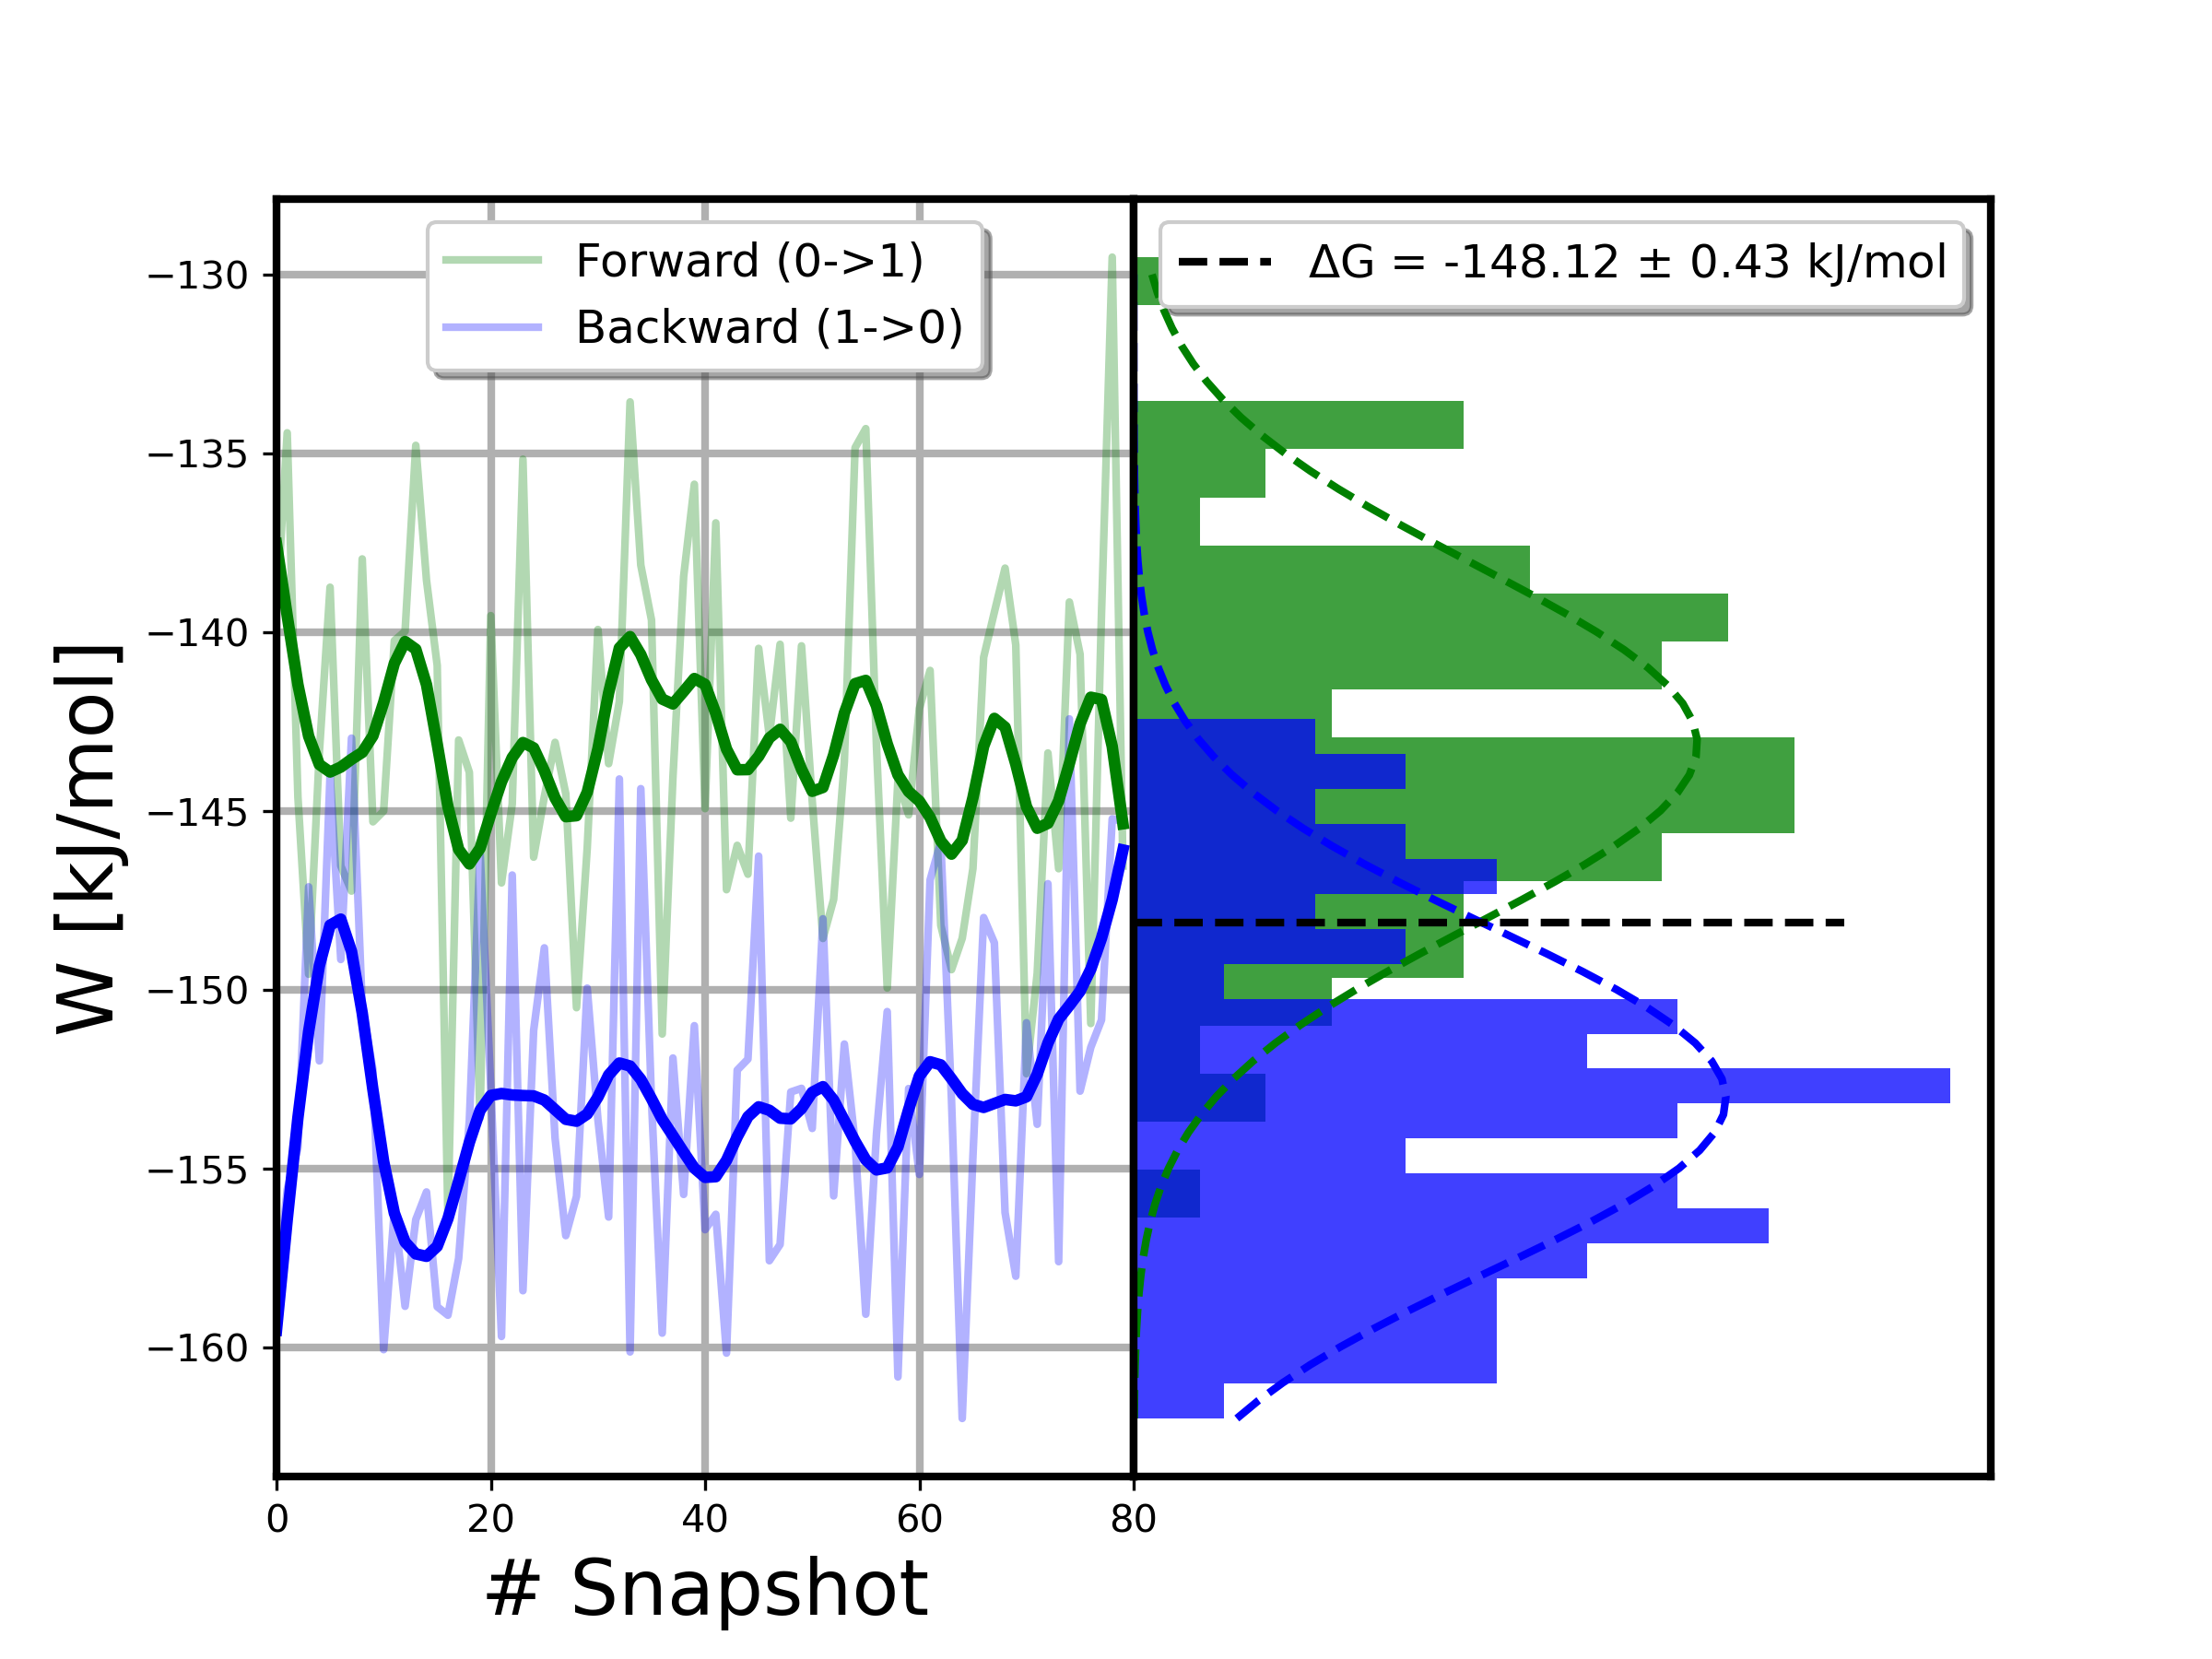 Forward (0->1)
Backward (1->0)
ΔG = -148.12 ± 0.43 kJ/mol
W [kJ/mol]
−130
−135
−140
−145
−150
−155
−160
0 20 40 60 80
# Snapshot